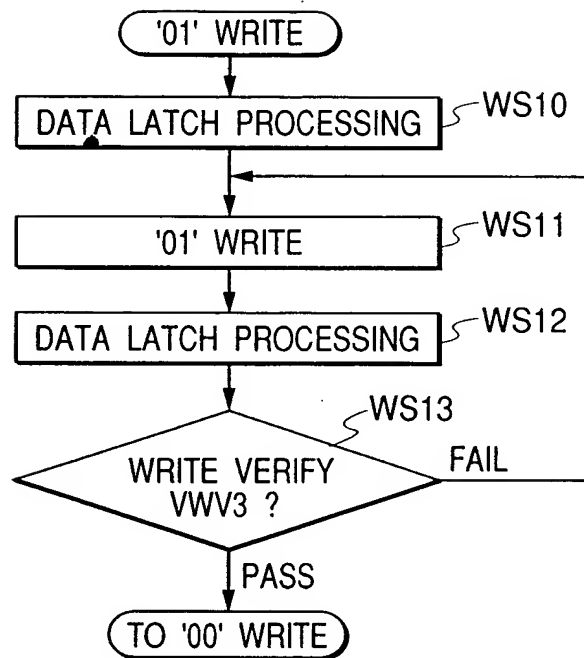 '01' WRITE
DATA LATCH PROCESSING
WS10
'01' WRITE
WS11
DATA LATCH PROCESSING
WS12
WS13
WRITE VERIFY
VWV3 ?
FAIL
PASS
TO '00' WRITE